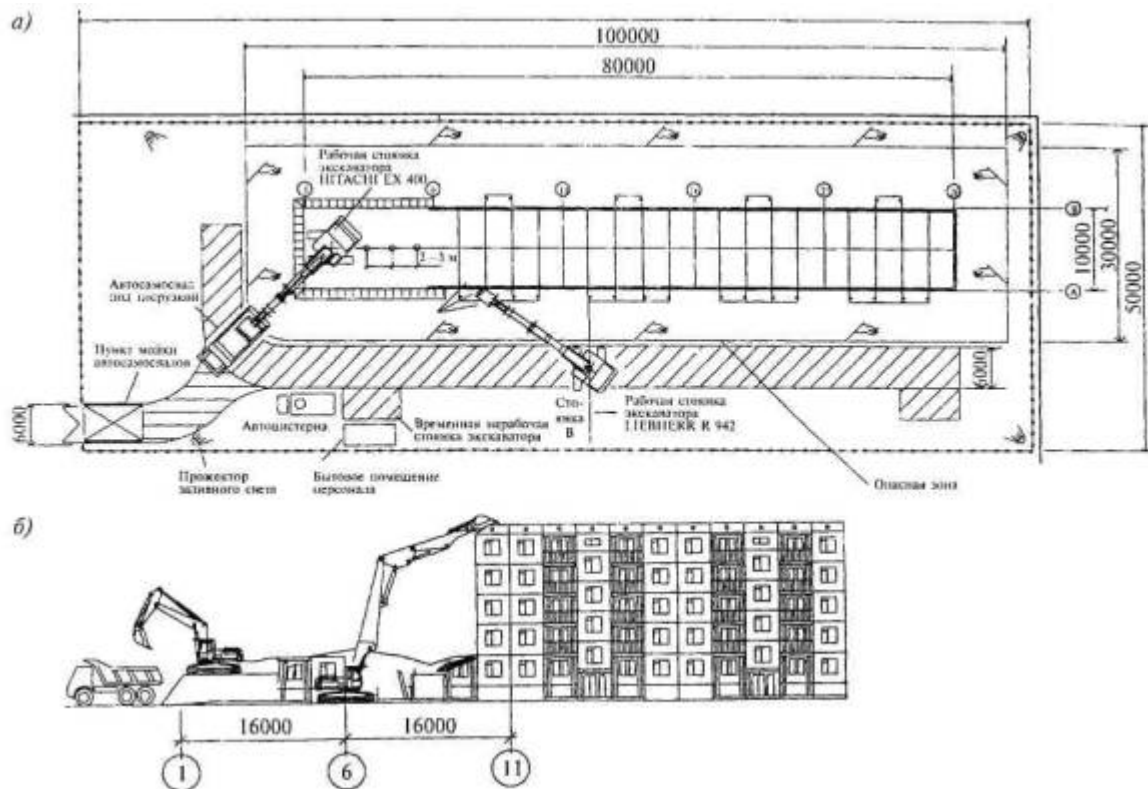 а)
100000
80000
Рабочая стоянка
экскаватора
HITACHI EX 400
2–3 м
Автосамосвал
под погрузкой
Пункт мойки
автосамосвалов
В
А
10000
30000
50000
6000
6000
Автоцистерна
Временная нерабочая
стоянка экскаватора
Сто-
янка
В
Рабочая стоянка
экскаватора
LIEBHERR R 942
Прожектор
заливного света
Бытовое помещение
персонала
Опасная зона
б)
16000
16000
1
6
11